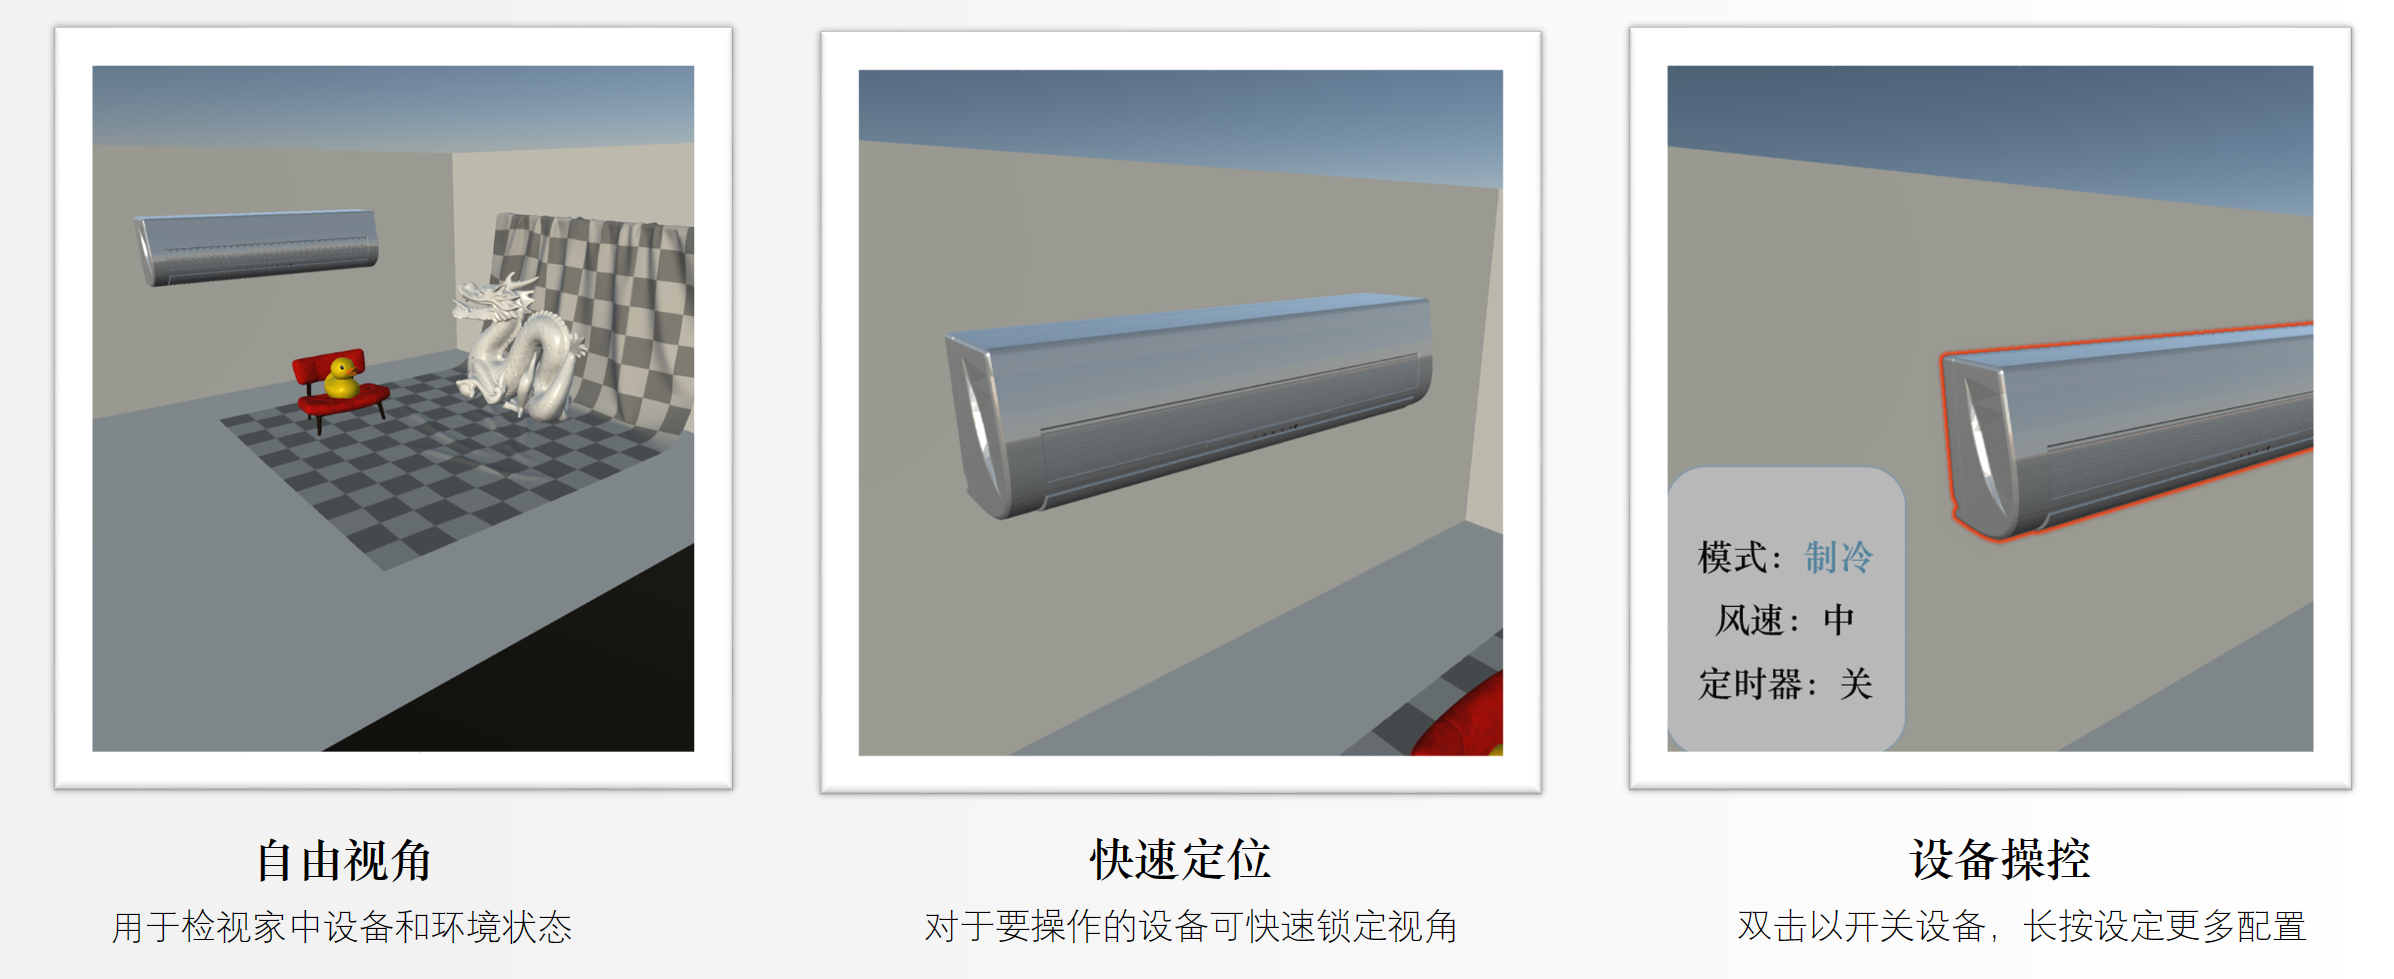 模式：制冷
风速：中
定时器：关
自由视角
用于检视家中设备和环境状态
快速定位
对于要操作的设备可快速锁定视角
设备操控
双击以开关设备，长按设定更多配置